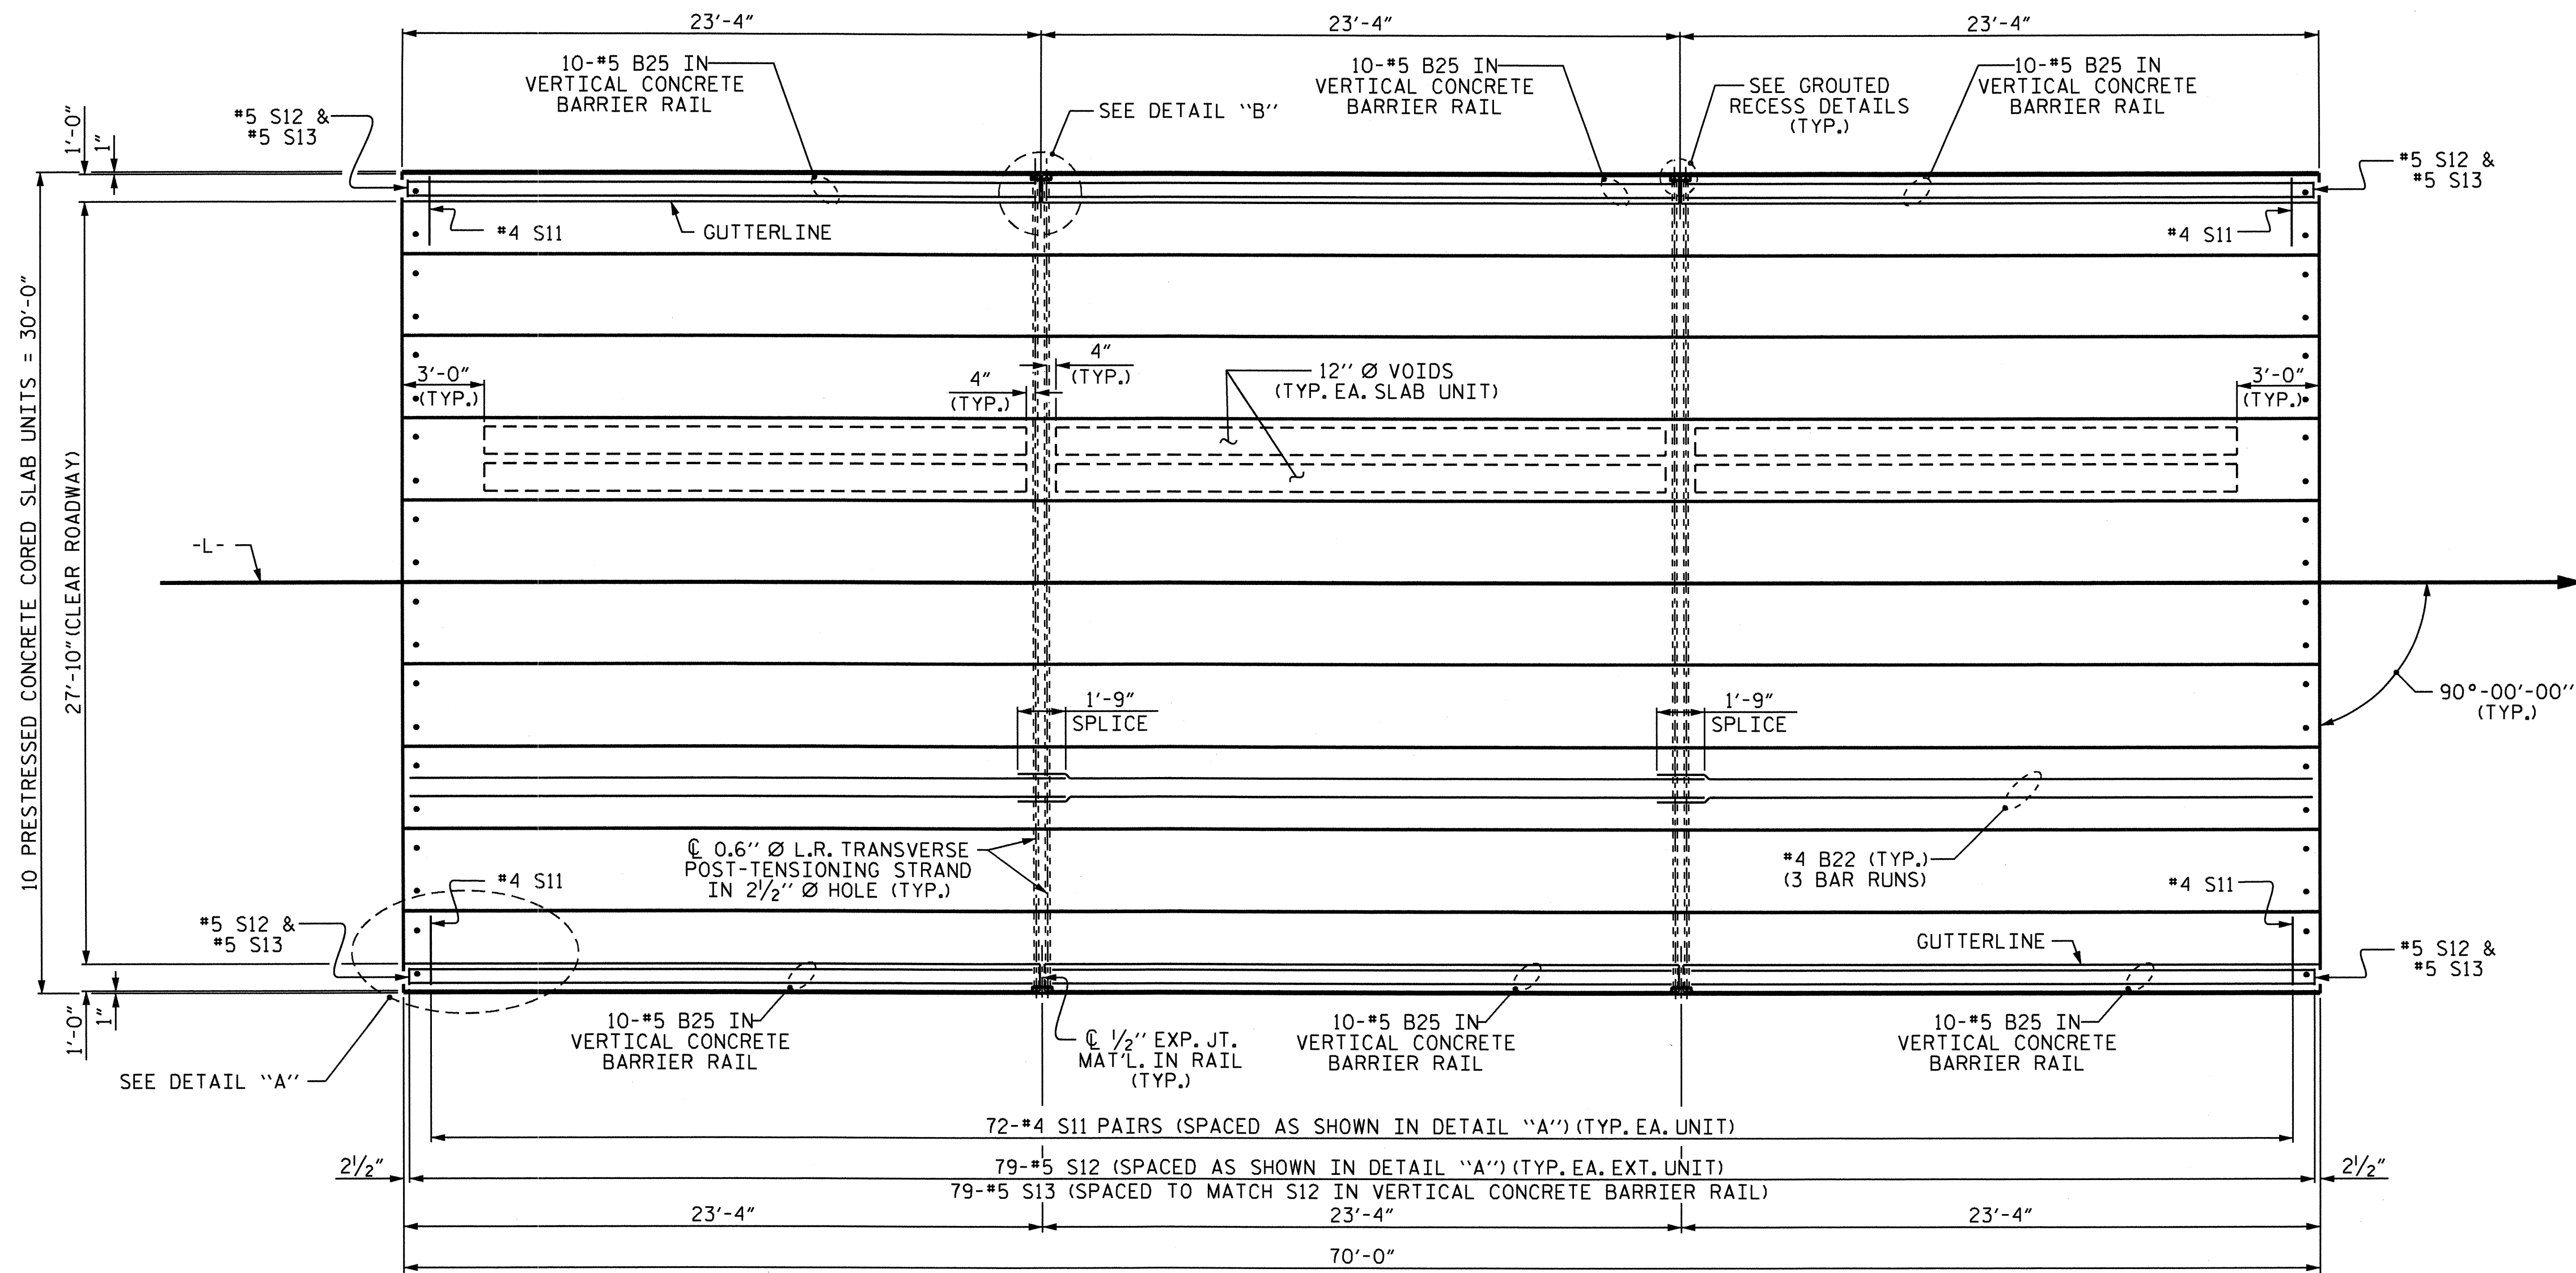 23'-4"
23'-4"
23'-4"
10-#5 B25 IN
VERTICAL CONCRETE
BARRIER RAIL
10-#5 B25 IN
VERTICAL CONCRETE
BARRIER RAIL
SEE GROUTED
RECESS DETAILS
(TYP.)
10-#5 B25 IN
VERTICAL CONCRETE
BARRIER RAIL
SEE DETAIL "B"
#5 S12 &
#5 S13
1'-0"
1"
#5 S12 &
#5 S13
#4 S11
GUTTERLINE
#4 S11
10 PRESTRESSED CONCRETE CORED SLAB UNITS = 30'-0"
27'-10" (CLEAR ROADWAY)
3'-0"
(TYP.)
4"
(TYP.)
4"
(TYP.)
12" Ø VOIDS
(TYP. EA. SLAB UNIT)
3'-0"
(TYP.)
-L-
90°-00'-00"
(TYP.)
1'-9"
SPLICE
1'-9"
SPLICE
℄ 0.6" Ø L.R. TRANSVERSE
POST-TENSIONING STRAND
IN 2½" Ø HOLE (TYP.)
#4 B22 (TYP.)
(3 BAR RUNS)
#4 S11
#4 S11
#5 S12 &
#5 S13
GUTTERLINE
#5 S12 &
#5 S13
1'-0"
1"
10-#5 B25 IN
VERTICAL CONCRETE
BARRIER RAIL
℄ ½" EXP. JT.
MAT'L. IN RAIL
(TYP.)
10-#5 B25 IN
VERTICAL CONCRETE
BARRIER RAIL
10-#5 B25 IN
VERTICAL CONCRETE
BARRIER RAIL
SEE DETAIL "A"
72-#4 S11 PAIRS (SPACED AS SHOWN IN DETAIL "A") (TYP. EA. UNIT)
2½"
79-#5 S12 (SPACED AS SHOWN IN DETAIL "A") (TYP. EA. EXT. UNIT)
2½"
79-#5 S13 (SPACED TO MATCH S12 IN VERTICAL CONCRETE BARRIER RAIL)
23'-4"
23'-4"
23'-4"
70'-0"